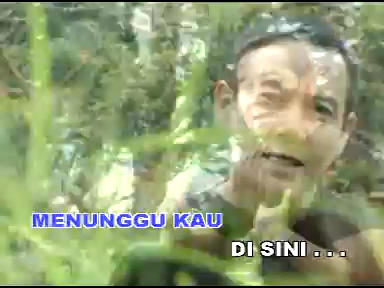 MENUNGGU KAU
DI SINI . . .